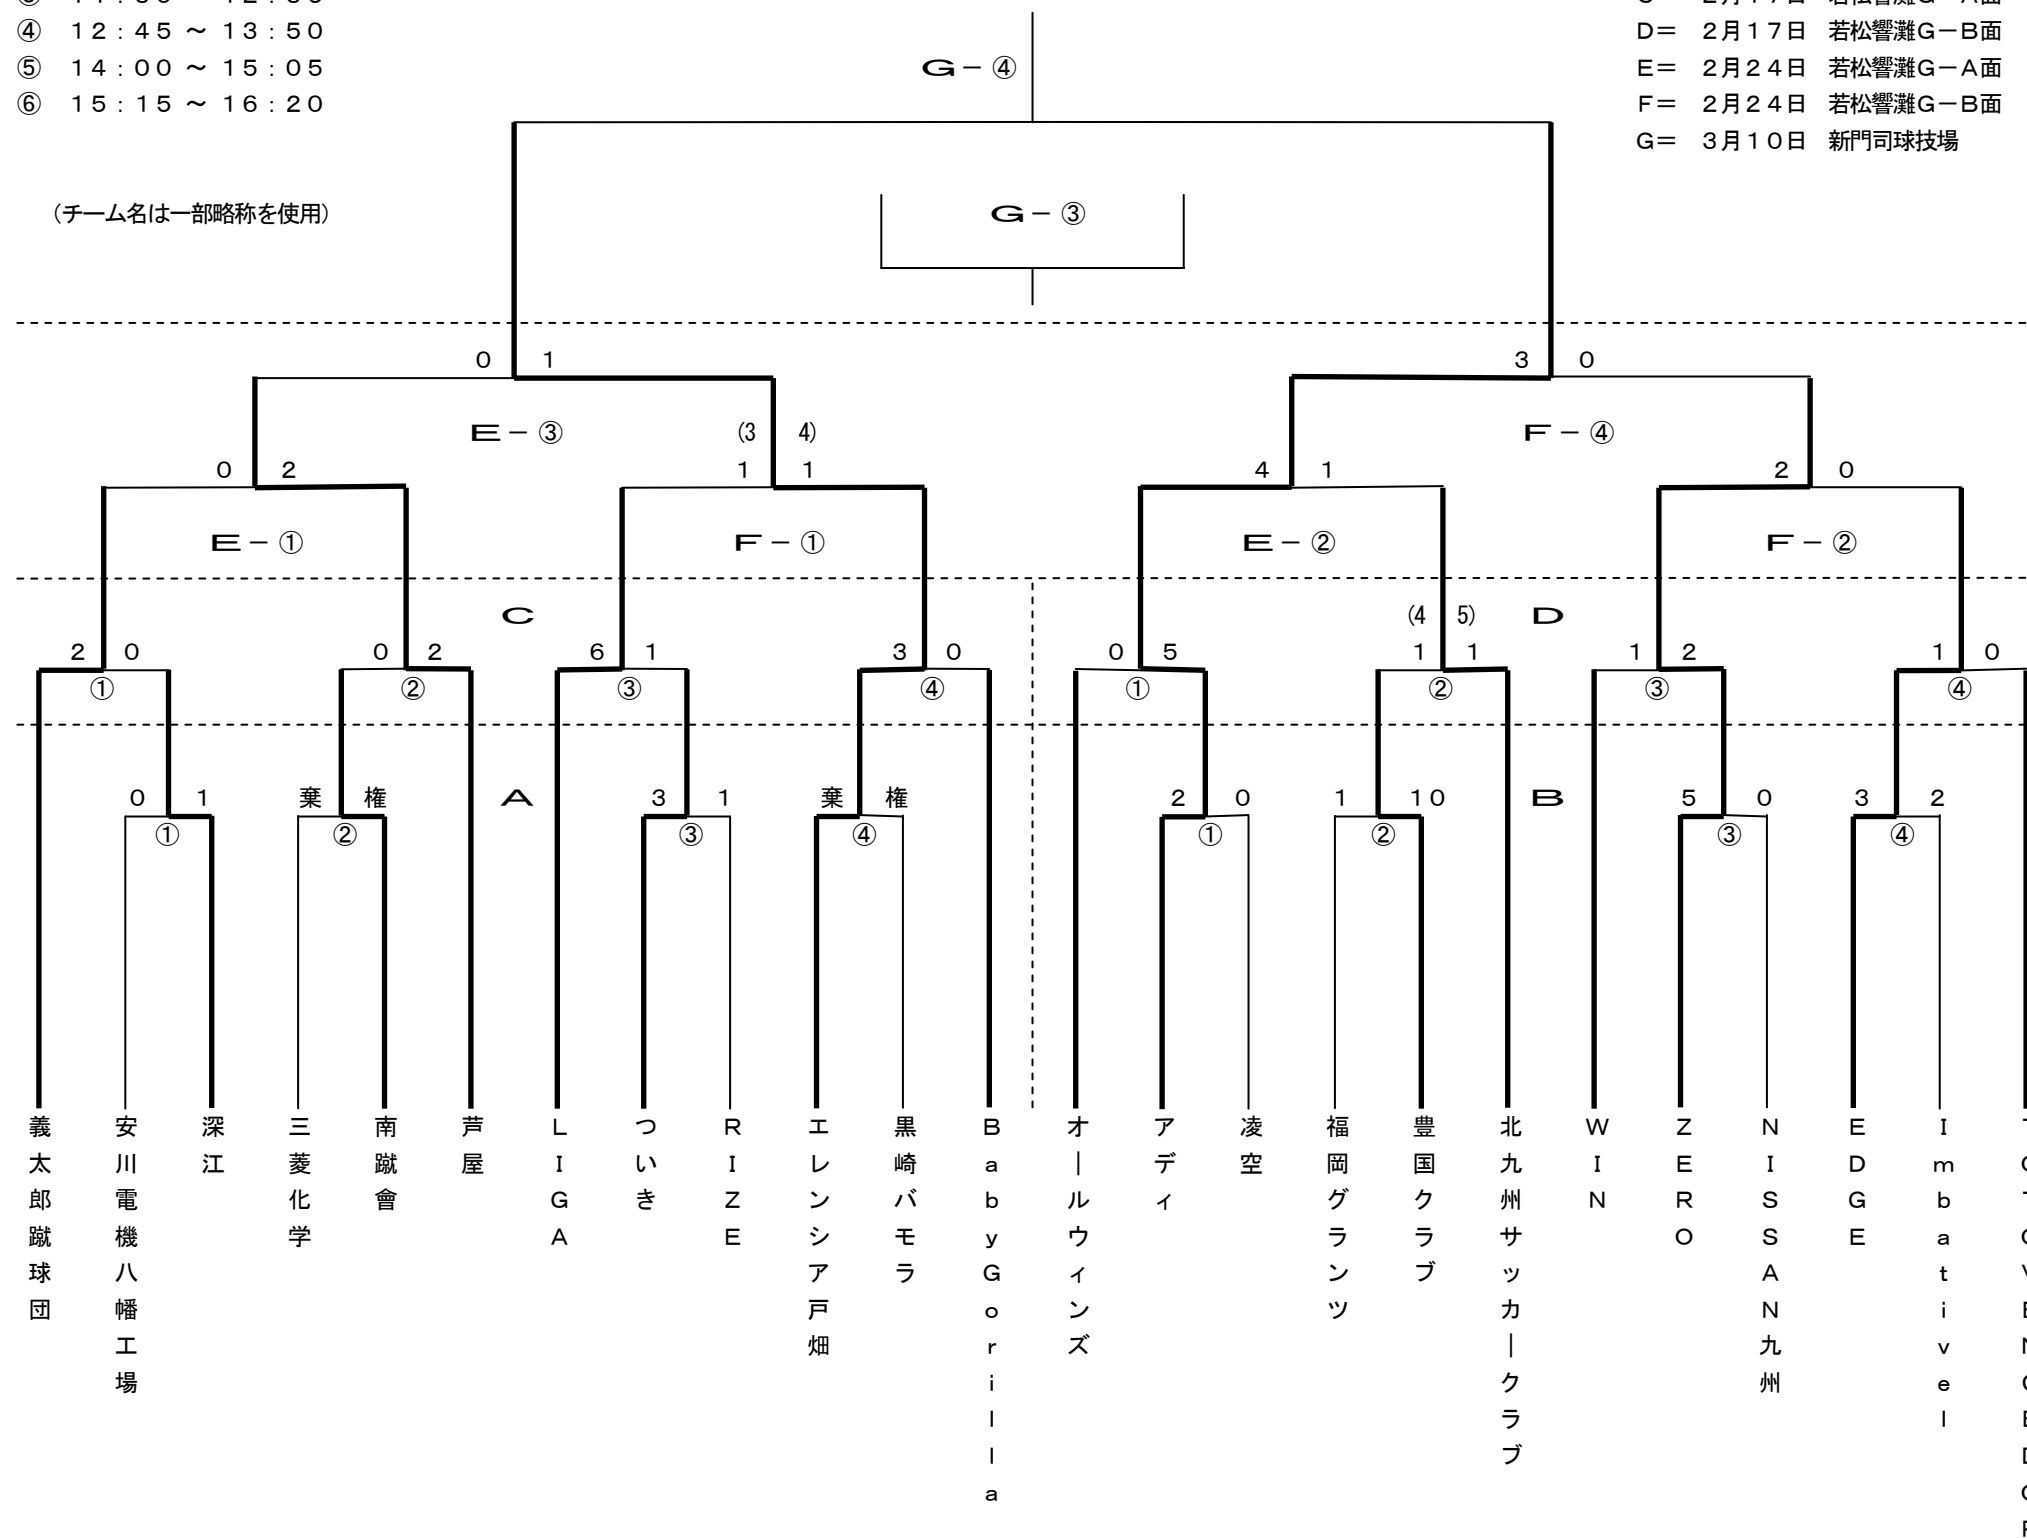 ④　１２：４５ ～ １３：５０
⑤　１４：００ ～ １５：０５
⑥　１５：１５ ～ １６：２０
Ｄ＝　２月１７日　若松響灘Ｇ－Ｂ面
Ｅ＝　２月２４日　若松響灘Ｇ－Ａ面
Ｆ＝　２月２４日　若松響灘Ｇ－Ｂ面
Ｇ＝　３月１０日　新門司球技場
Ｇ－④
（チーム名は一部略称を使用）
Ｇ－③
０ １ ３ ０
Ｅ－③ (3 4) Ｆ－④
０ ２ １ １ ４ １ ２ ０
Ｅ－① Ｆ－① Ｅ－② Ｆ－②
Ｃ (4 5) Ｄ
２ ０ ０ ２ ６ １ ３ ０ ０ ５ １ １ １ ２ １ ０
① ② ③ ④ ① ② ③ ④
０ １ 棄 権 Ａ ３ １ 棄 権 ２ ０ １ １０ Ｂ ５ ０ ３ ２
① ② ③ ④ ① ② ③ ④
義太郎蹴球団
安川電機八幡工場
深江
三菱化学
南蹴會
芦屋
ＬＩＧＡ
ついき
ＲＩＺＥ
エレンシア戸畑
黒崎バモラ
ＢａｂｙＧｏｒｉｌｌａ
オールウィンズ
アディ
凌空
福岡グランツ
豊国クラブ
北九州サッカークラブ
ＷＩＮ
ＺＥＲＯ
ＮＩＳＳＡＮ九州
ＥＤＧＥ
Ｉｍｂａｔｉｖｅｌ